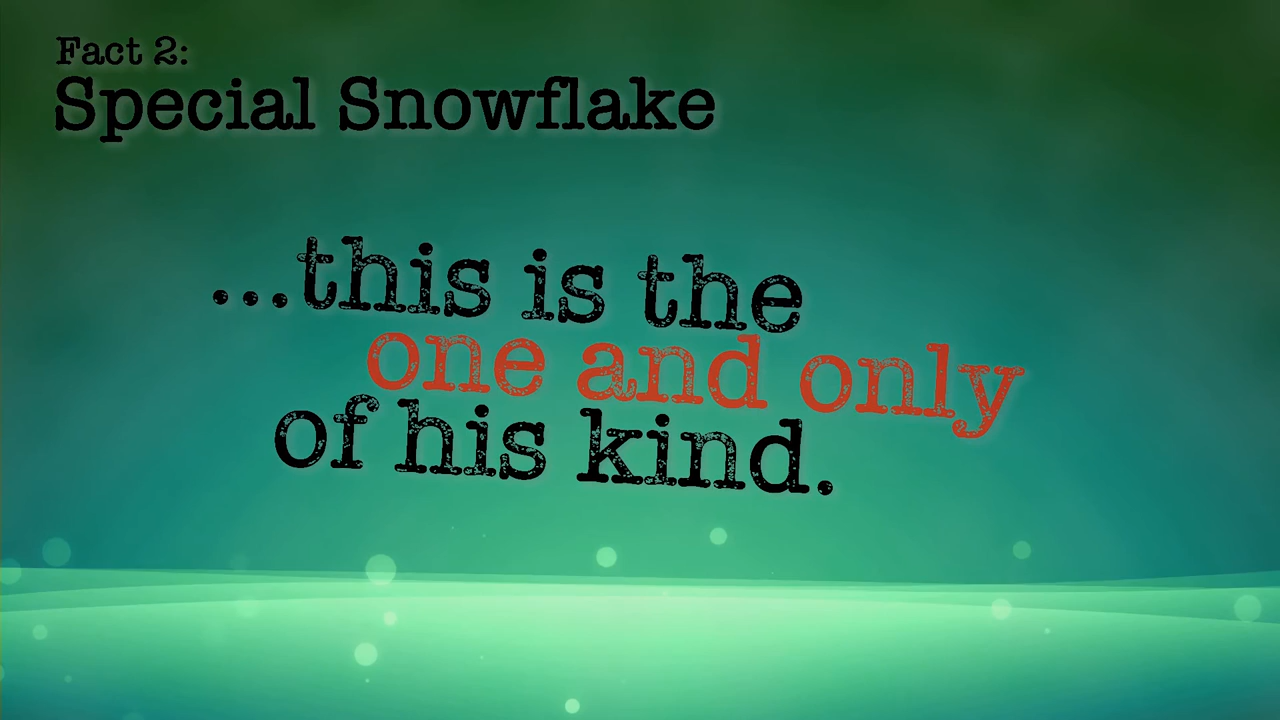 Fact 2:
Special Snowflake
...this is the
one and only
of his kind.